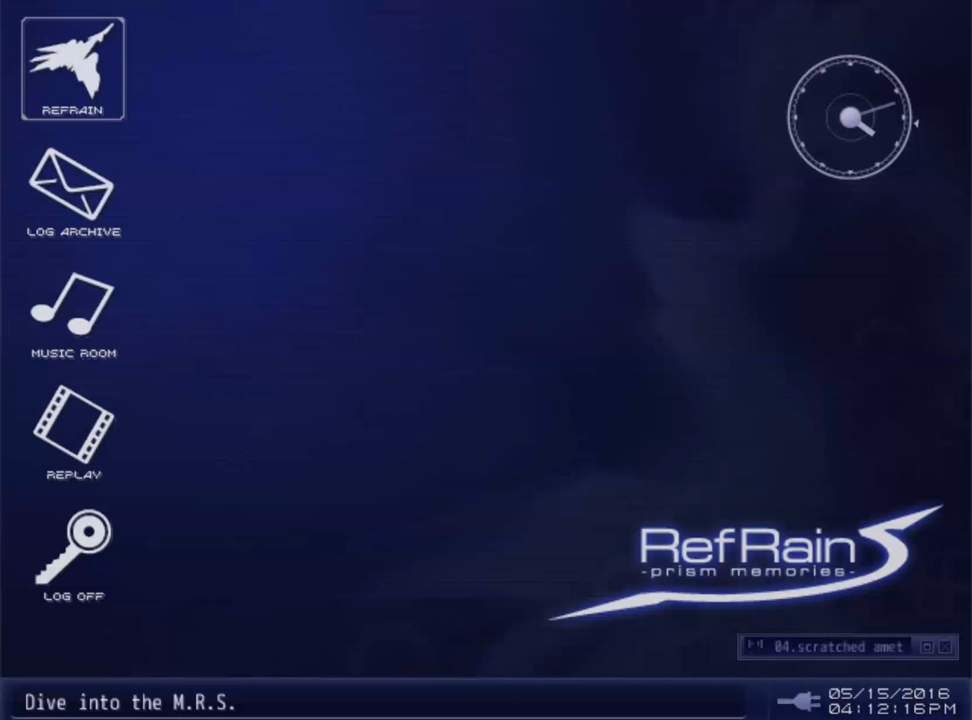 REFRAIN
LOG ARCHIVE
MUSIC ROOM
REPLAY
LOG OFF
RefRain
-prism memories-
04.scratched amet
Dive into the M.R.S.
05/15/2016
04:12:16PM